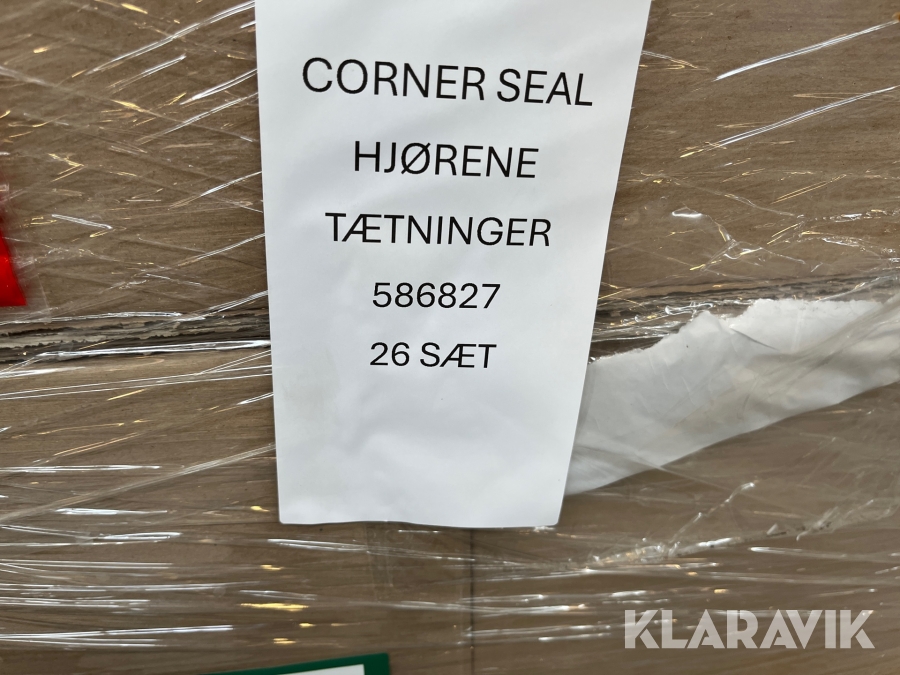 CORNER SEAL
HJØRENE
TÆTNINGER
586827
26 SÆT
KLARAVIK